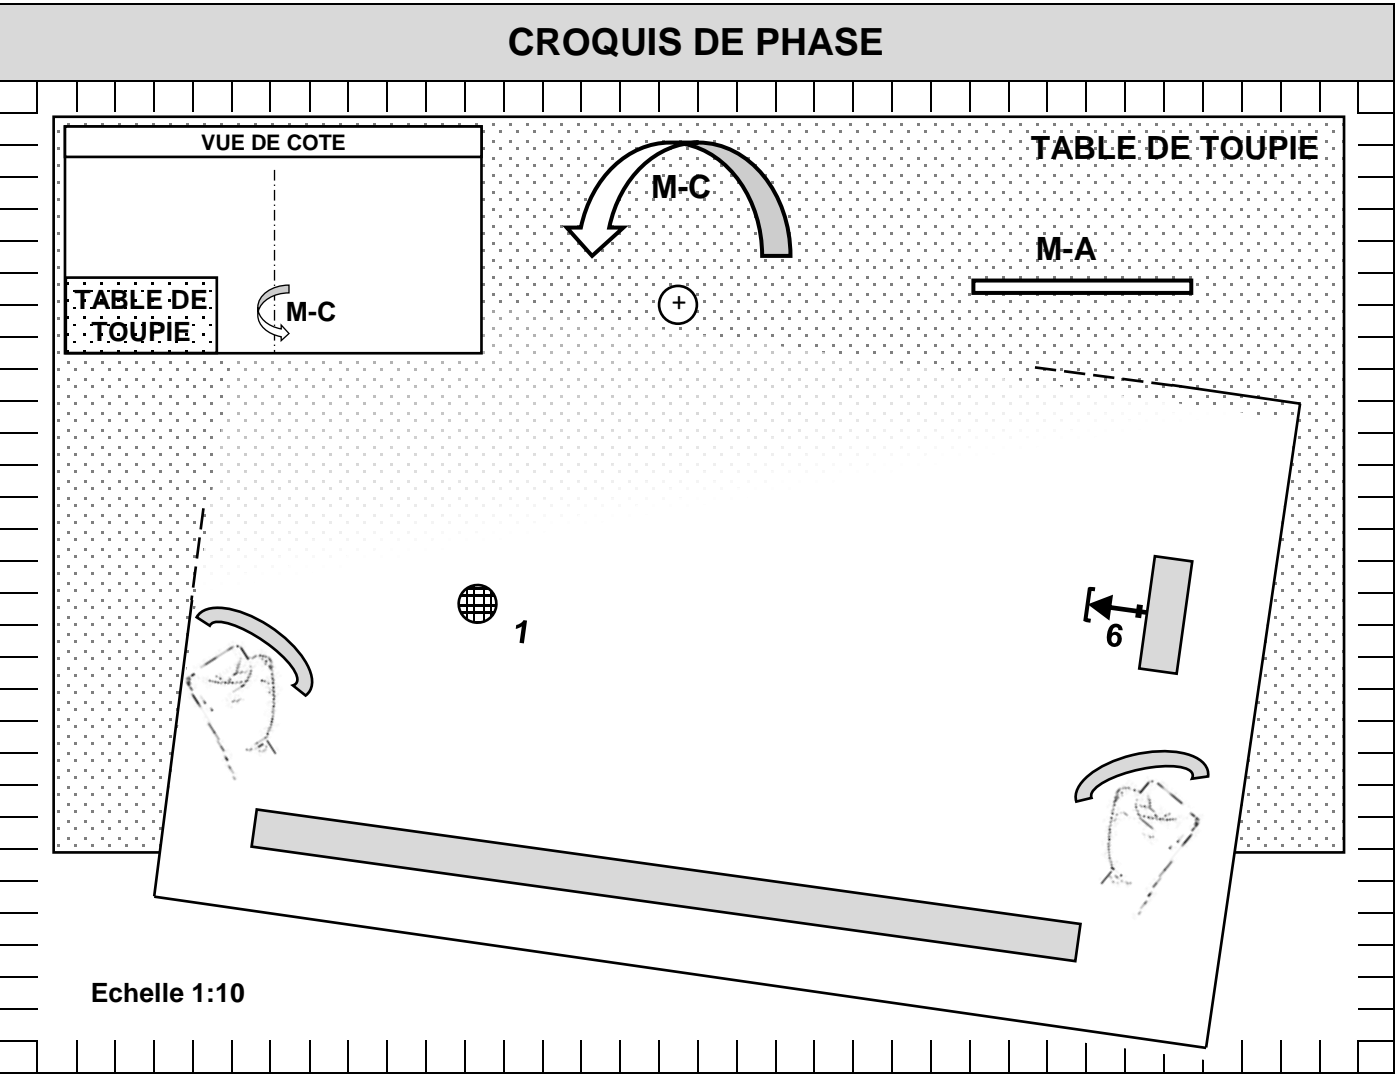 CROQUIS DE PHASE
VUE DE COTE
TABLE DE TOUPIE
M-C
M-A
TABLE DE
TOUPIE
M-C
1
6
Echelle 1:10